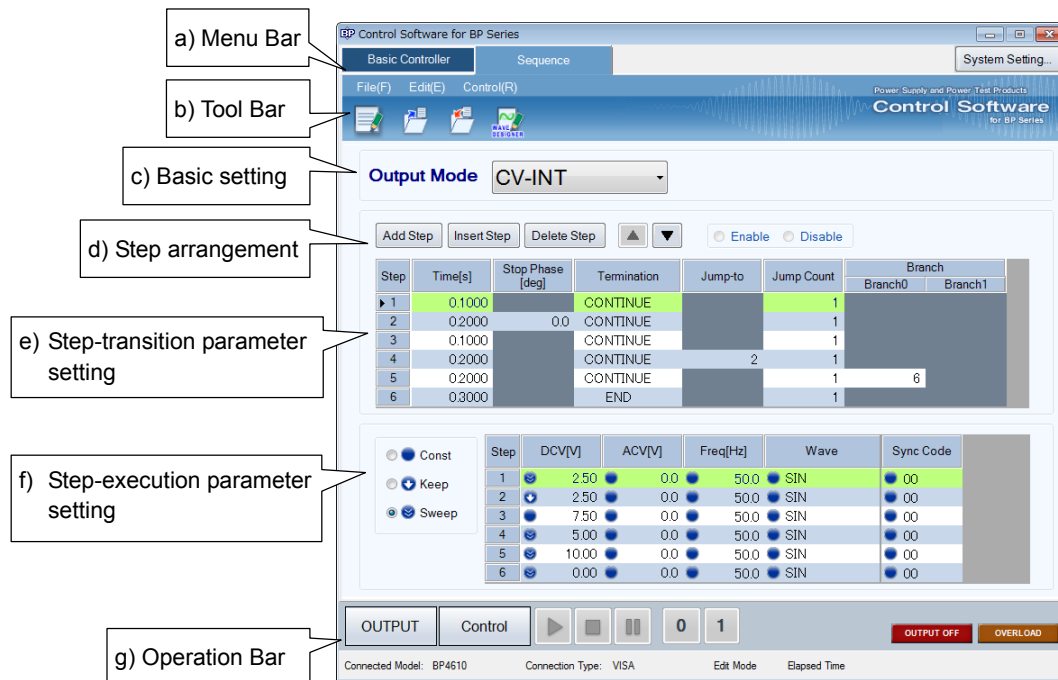 a) Menu Bar
b) Tool Bar
c) Basic setting
d) Step arrangement
e) Step-transition parameter
setting
f) Step-execution parameter
setting
g) Operation Bar
BP Control Software for BP Series
Basic Controller Sequence System Setting...
File(F) Edit(E) Control(R)
Power Supply and Power Test Products
Control Software
for BP Series
WAVE
DESIGNER
Output Mode CV-INT
Add Step Insert Step Delete Step Enable Disable
Step Time[s] Stop Phase [deg] Termination Jump-to Jump Count Branch
Branch0 Branch1
1 0.1000 CONTINUE 1
2 0.2000 0.0 CONTINUE 1
3 0.1000 CONTINUE 1
4 0.2000 CONTINUE 2 1
5 0.2000 CONTINUE 1 6
6 0.3000 END 1
Const
Keep
Sweep
Step DCV[V] ACV[V] Freq[Hz] Wave Sync Code
1 2.50 0.0 50.0 SIN 00
2 2.50 0.0 50.0 SIN 00
3 7.50 0.0 50.0 SIN 00
4 5.00 0.0 50.0 SIN 00
5 10.00 0.0 50.0 SIN 00
6 0.00 0.0 50.0 SIN 00
OUTPUT Control 0 1 OUTPUT OFF OVERLOAD
Connected Model: BP4610 Connection Type: VISA Edit Mode Elapsed Time